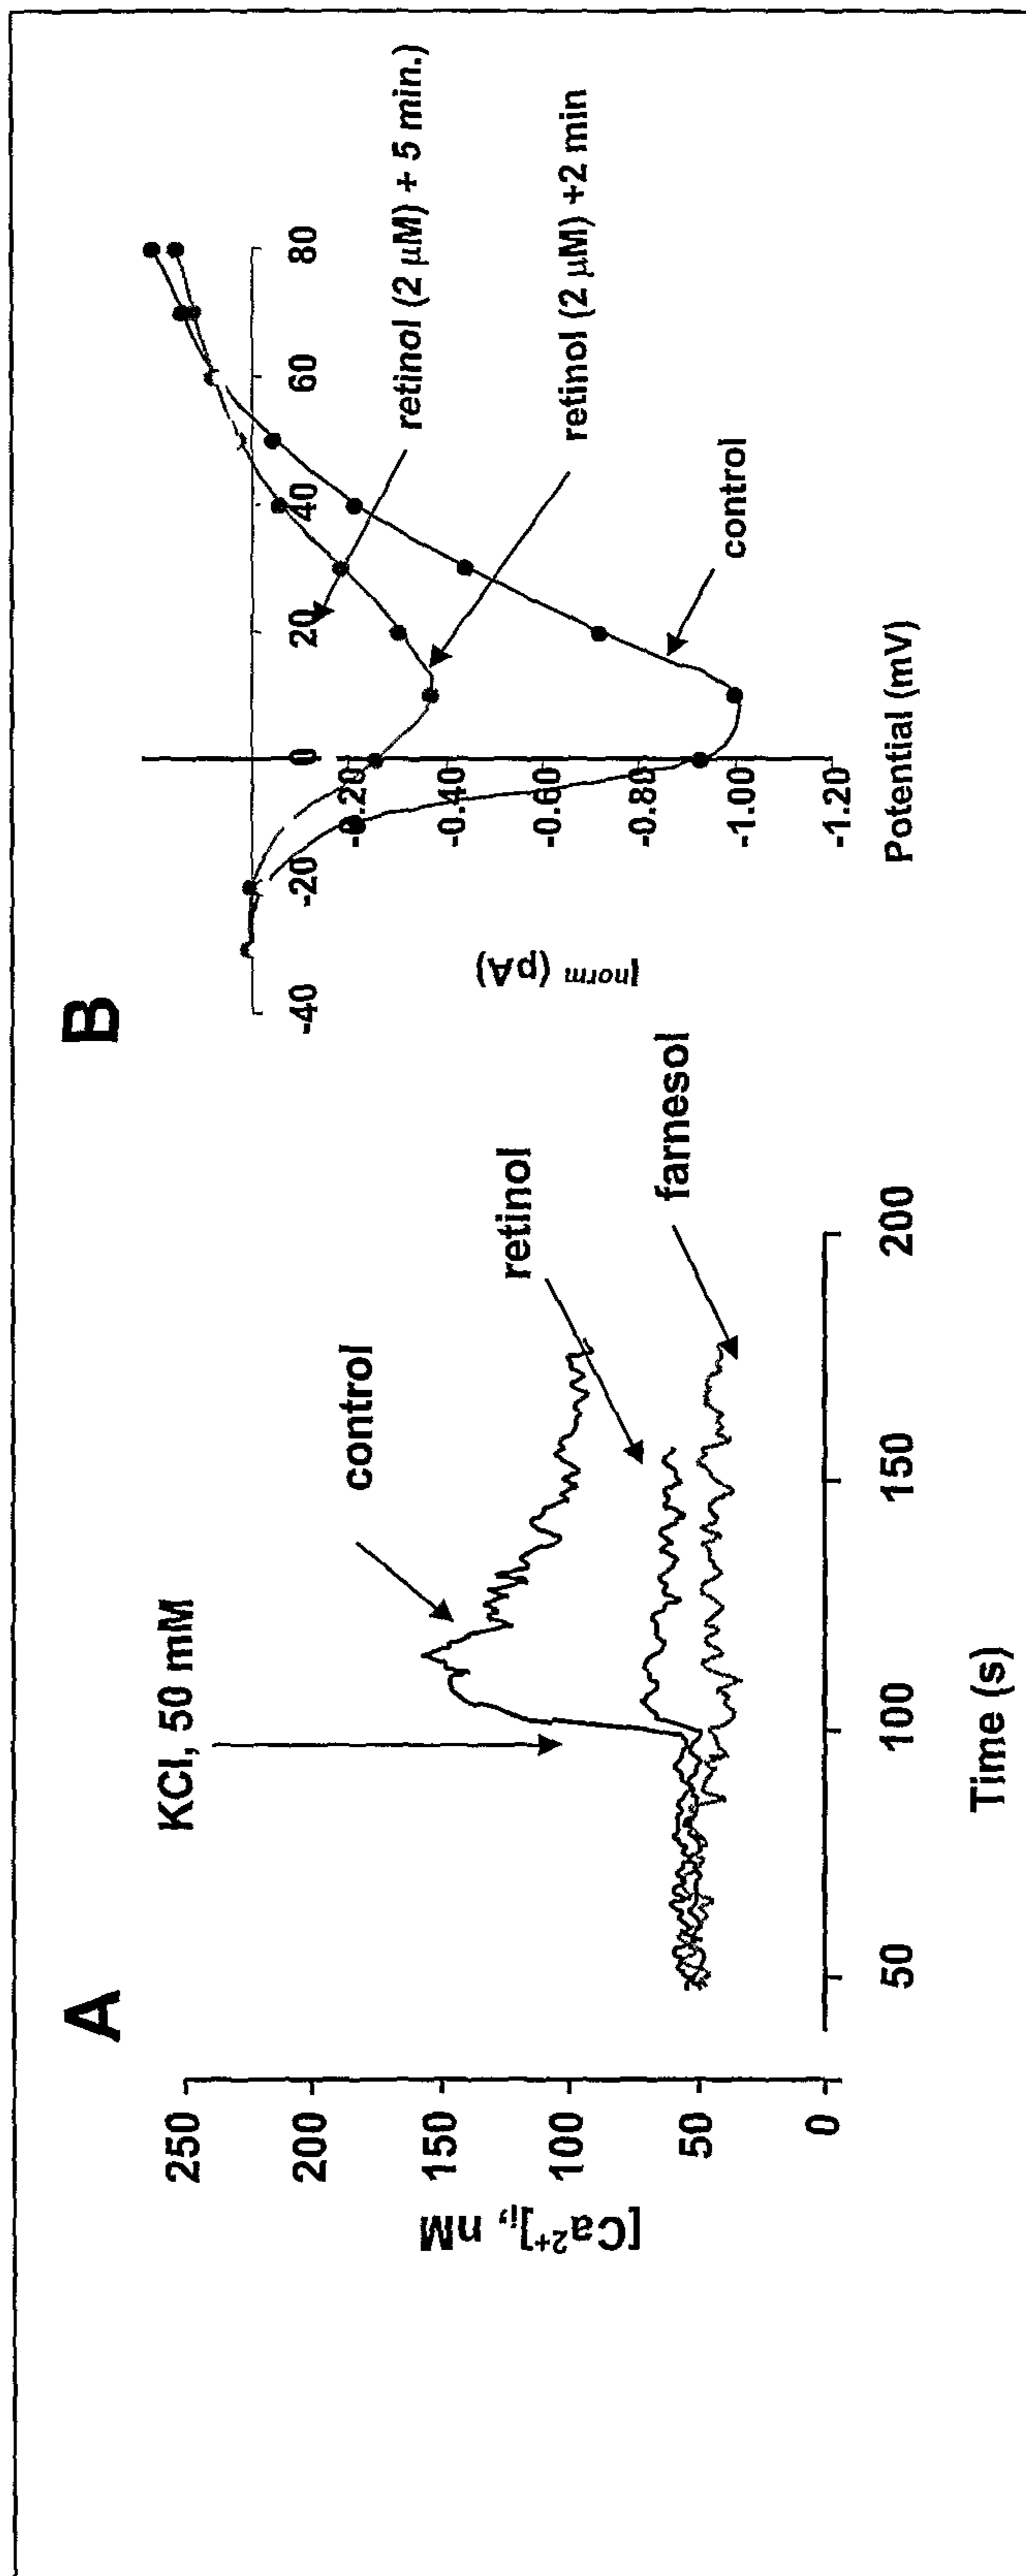 A
KCl, 50 mM
control
retinol
farnesol
[Ca2+]i, nM
250
200
150
100
50
0
50
100
150
200
Time (s)
B
retinol (2 µM) + 5 min.)
retinol (2 µM) +2 min
control
Inorm (pA)
-40
-20
0
20
40
60
80
-0.20
-0.40
-0.60
-0.80
-1.00
-1.20
Potential (mV)